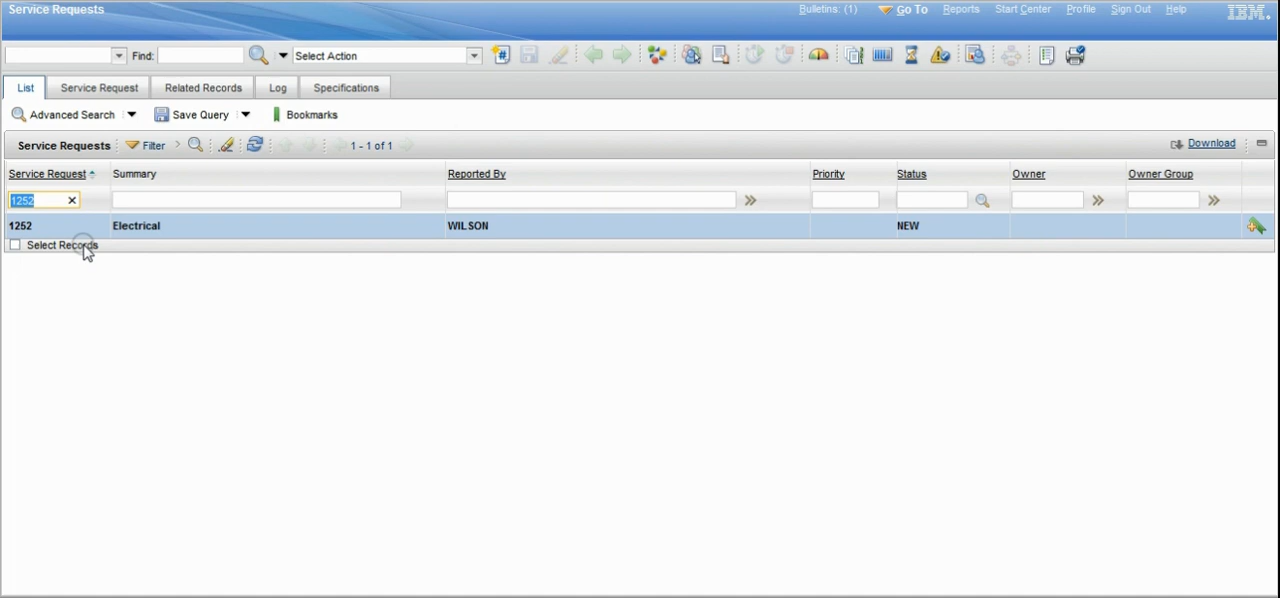 Service Requests Bulletins: (1) Go To Reports Start Center Profile Sign Out Help IBM.
Find: Select Action
List Service Request Related Records Log Specifications
Advanced Search Save Query Bookmarks
Service Requests Filter 1 - 1 of 1 Download
Service Request Summary Reported By Priority Status Owner Owner Group
1252
1252 Electrical WILSON NEW
Select Records